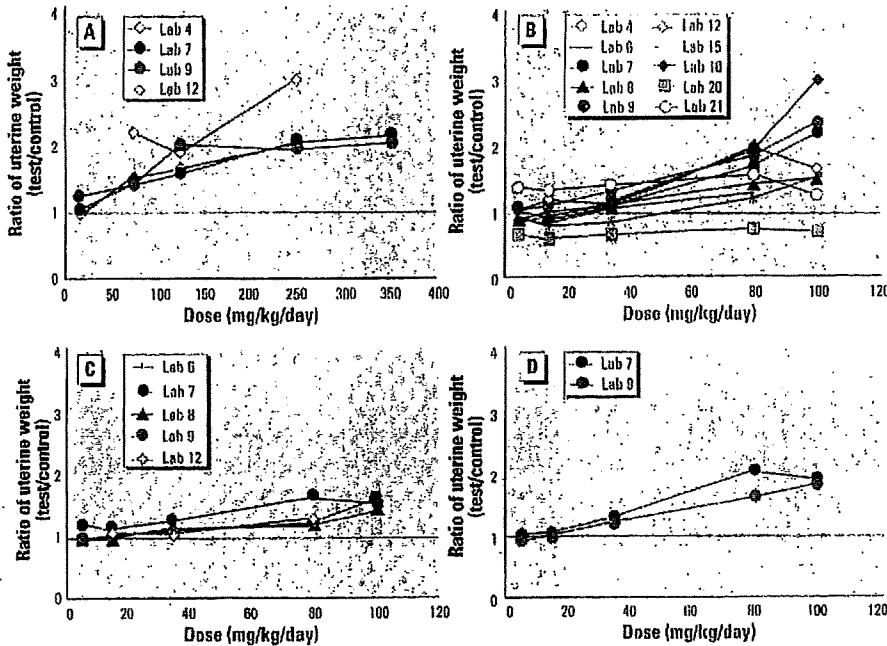 A
Lab 4
Lab 7
Lab 9
Lab 12
Ratio of uterine weight
(test/control)
4
3
2
1
0
0 50 100 150 200 250 300 350 400
Dose (mg/kg/day)
B
Lab 4 Lab 12
Lab 6 Lab 15
Lab 7 Lab 18
Lab 8 Lab 20
Lab 9 Lab 21
Ratio of uterine weight
(test/control)
4
3
2
1
0
0 20 40 60 80 100 120
Dose (mg/kg/day)
C
Lab 6
Lab 7
Lab 8
Lab 9
Lab 12
Ratio of uterine weight
(test/control)
4
3
2
1
0
0 20 40 60 80 100 120
Dose (mg/kg/day)
D
Lab 7
Lab 9
Ratio of uterine weight
(test/control)
4
3
2
1
0
0 20 40 60 80 100 120
Dose (mg/kg/day)